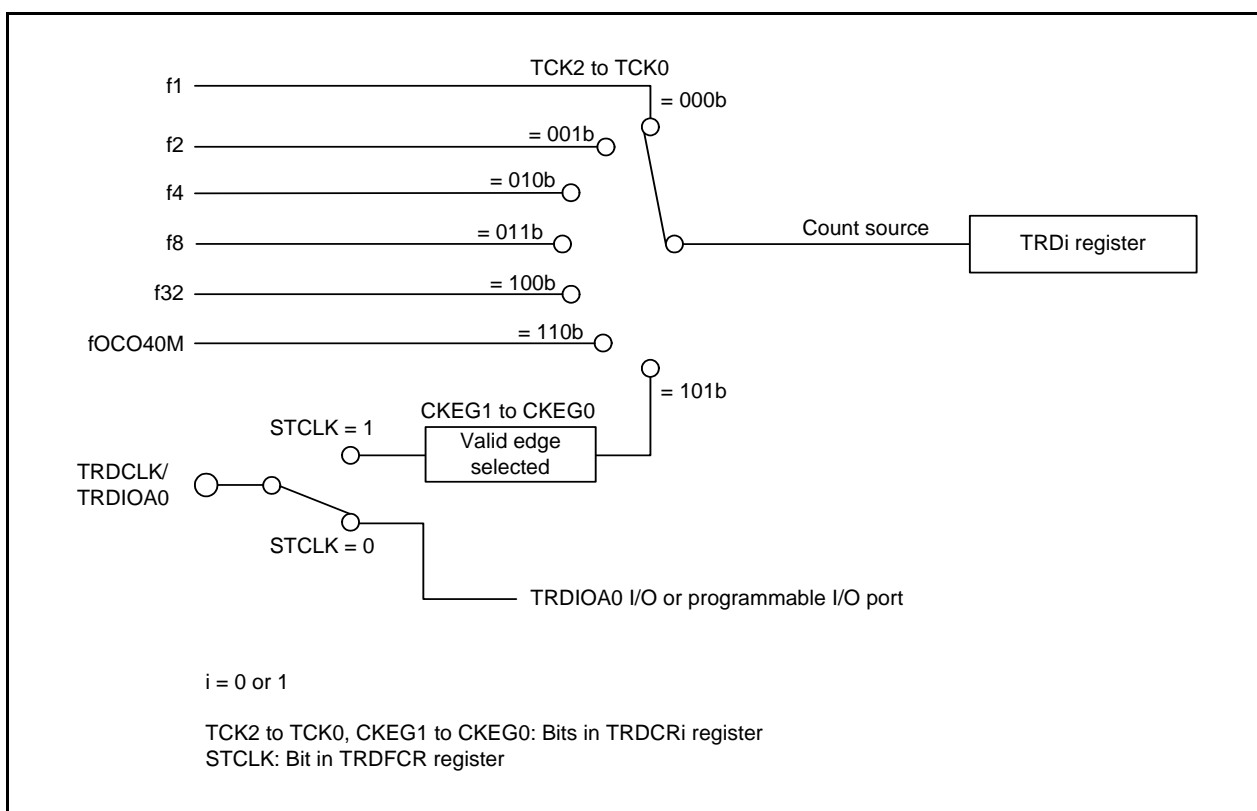 TCK2 to TCK0
f1
= 000b
f2
= 001b
f4
= 010b
f8
= 011b
Count source
TRDi register
f32
= 100b
fOCO40M
= 110b
= 101b
CKEG1 to CKEG0
STCLK = 1
Valid edge
selected
TRDCLK/
TRDIOA0
STCLK = 0
TRDIOA0 I/O or programmable I/O port
i = 0 or 1
TCK2 to TCK0, CKEG1 to CKEG0: Bits in TRDCRi register
STCLK: Bit in TRDFCR register